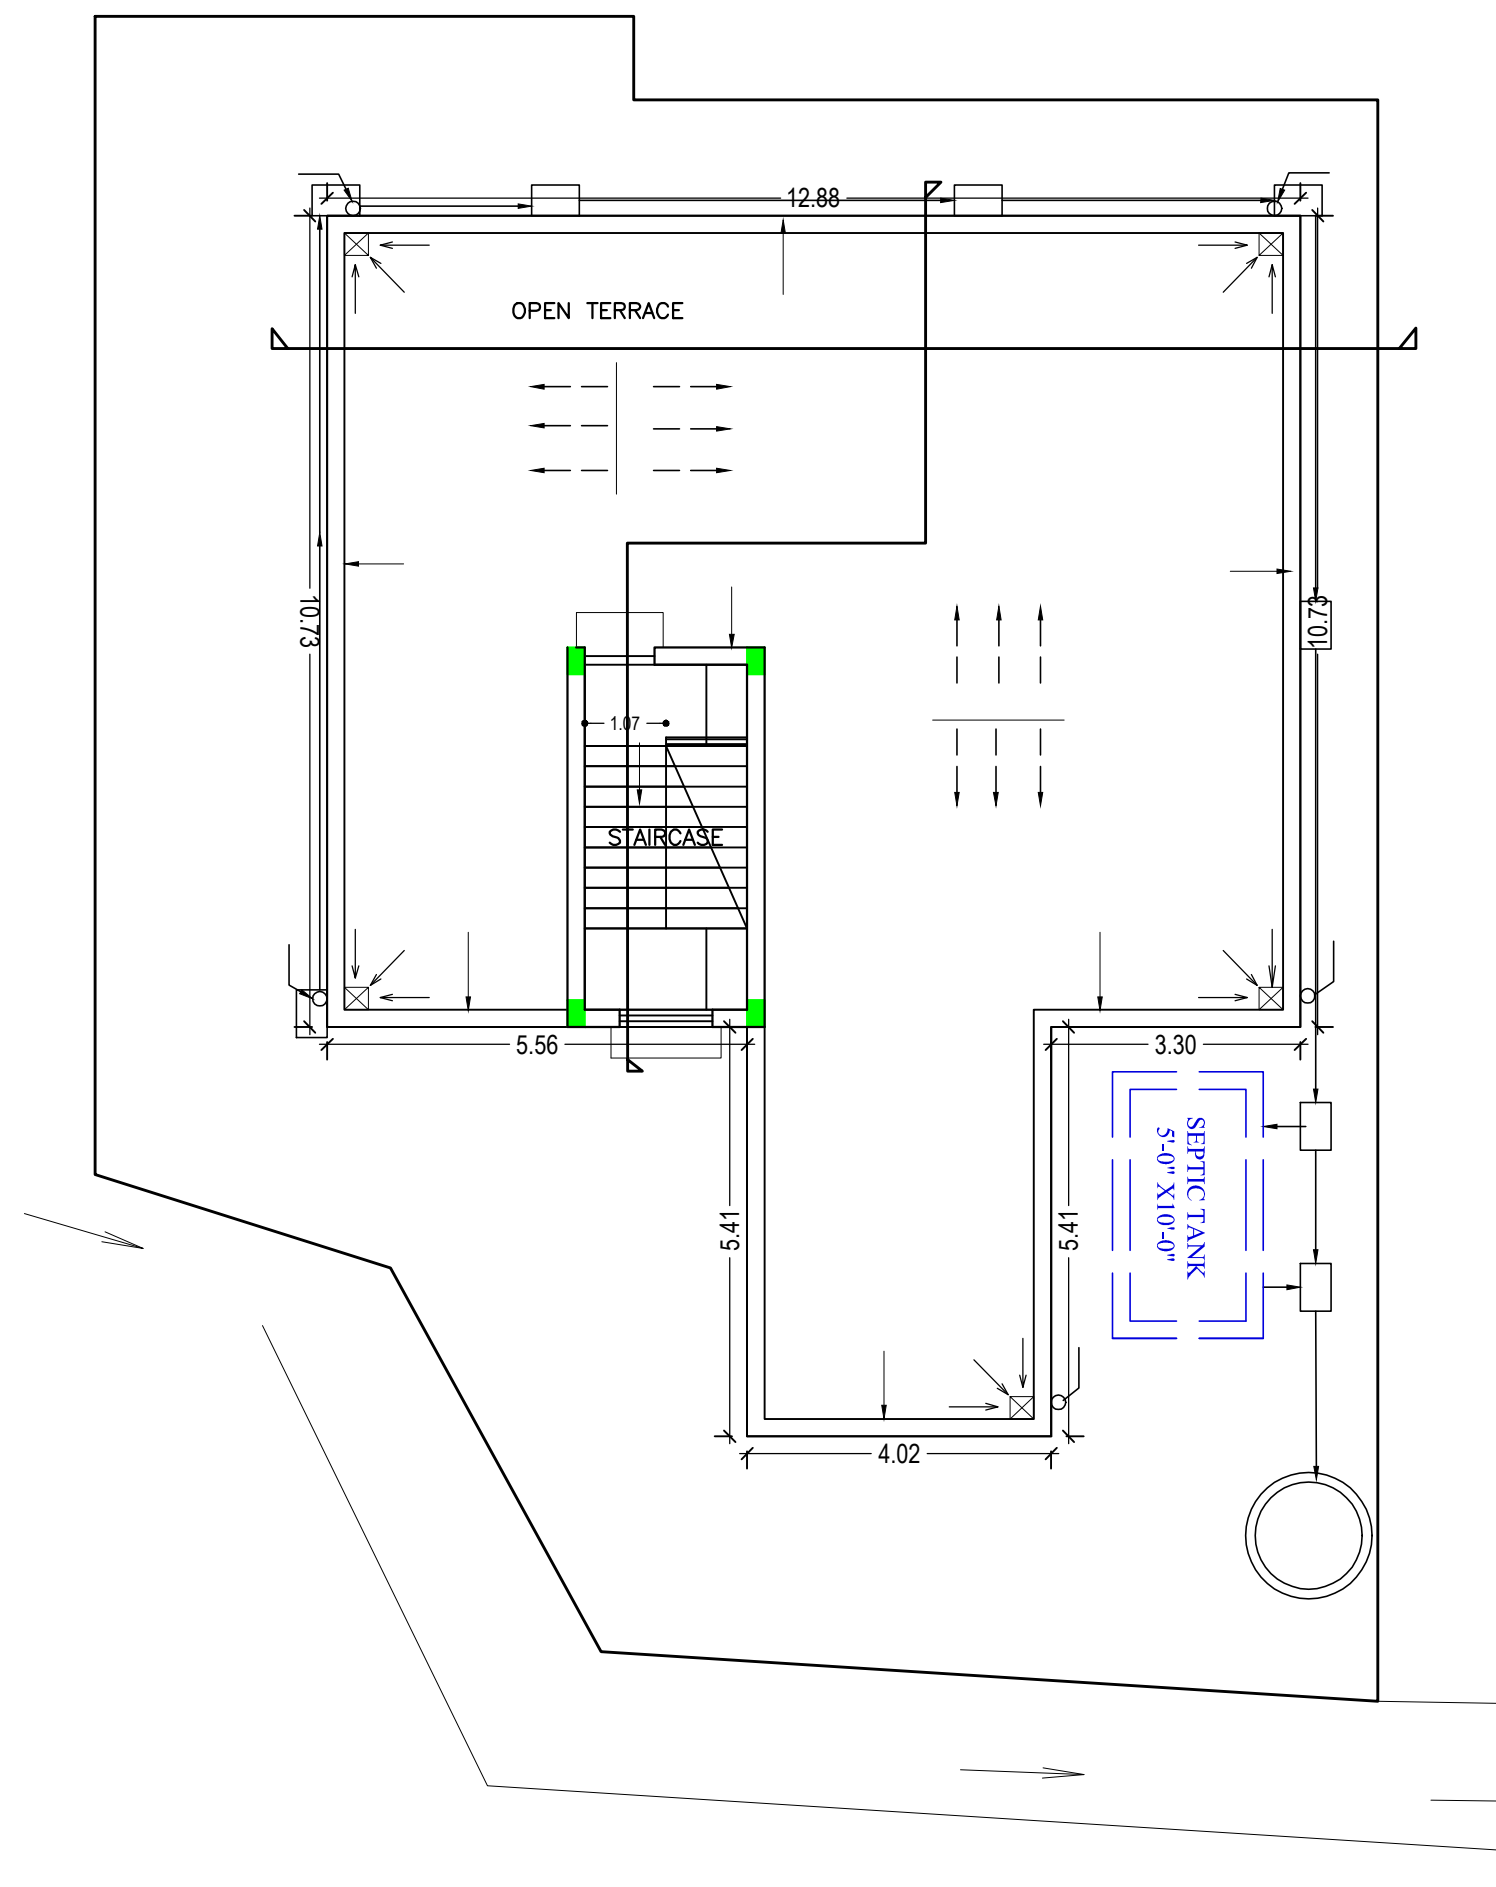 12.88
OPEN TERRACE
10.73
10.73
1.07
STAIRCASE
5.56
3.30
SEPTIC TANK
5'-0" X10'-0"
5.41
5.41
4.02